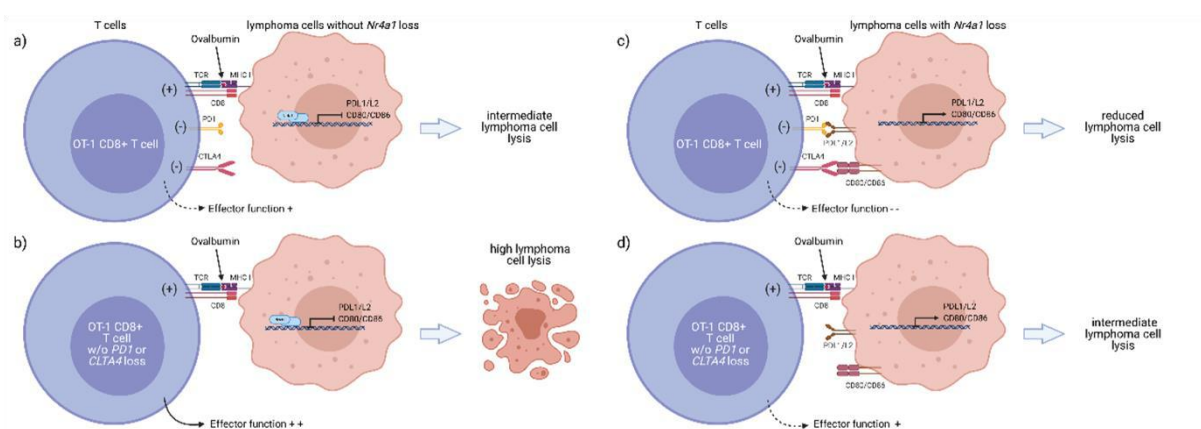 T cells
lymphoma cells without Nr4a1 loss
a)
Ovalbumin
TCR
MHC I
(+)
CD8
PDL1/L2
CD80/CD86
(-)
PD1
OT-1 CD8+ T cell
CTLA4
(-)
Effector function +
intermediate
lymphoma cell
lysis
b)
Ovalbumin
TCR
MHC I
(+)
CD8
PDL1/L2
CD80/CD86
OT-1 CD8+
T cell
w/o PD1 or
CLTA4 loss
Effector function + +
high lymphoma
cell lysis
T cells
lymphoma cells with Nr4a1 loss
c)
Ovalbumin
TCR
MHC I
(+)
CD8
PDL1/L2
CD80/CD86
(-)
PD1
PDL1/L2
OT-1 CD8+ T cell
CTLA4
(-)
CD80/CD86
Effector function --
reduced
lymphoma cell
lysis
d)
Ovalbumin
TCR
MHC I
(+)
CD8
PDL1/L2
CD80/CD86
OT-1 CD8+
T cell
w/o PD1 or
CLTA4 loss
PDL1/L2
CD80/CD86
Effector function +
intermediate
lymphoma cell
lysis